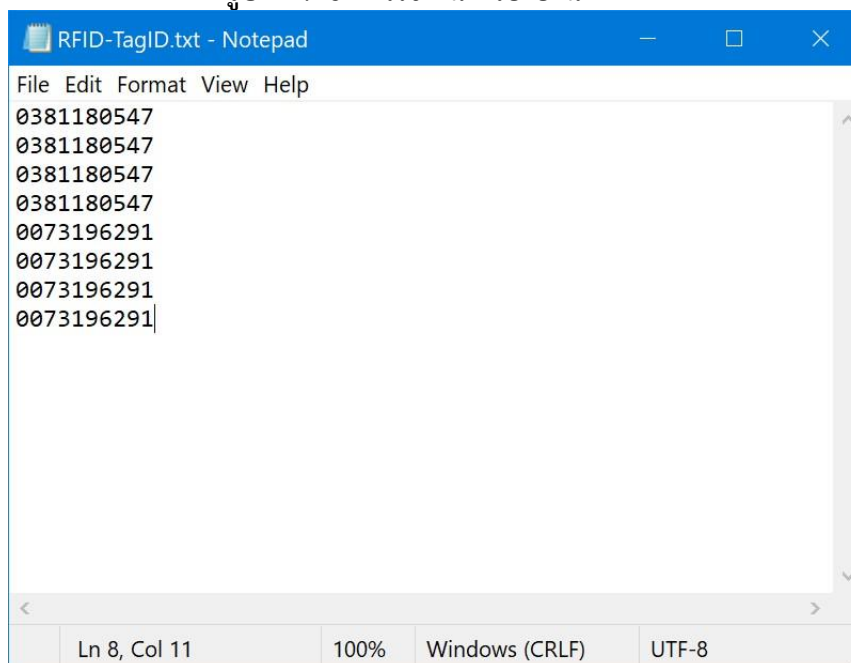 RFID-TagID.txt - Notepad
File Edit Format View Help
0381180547
0381180547
0381180547
0381180547
0073196291
0073196291
0073196291
0073196291
Ln 8, Col 11 100% Windows (CRLF) UTF-8